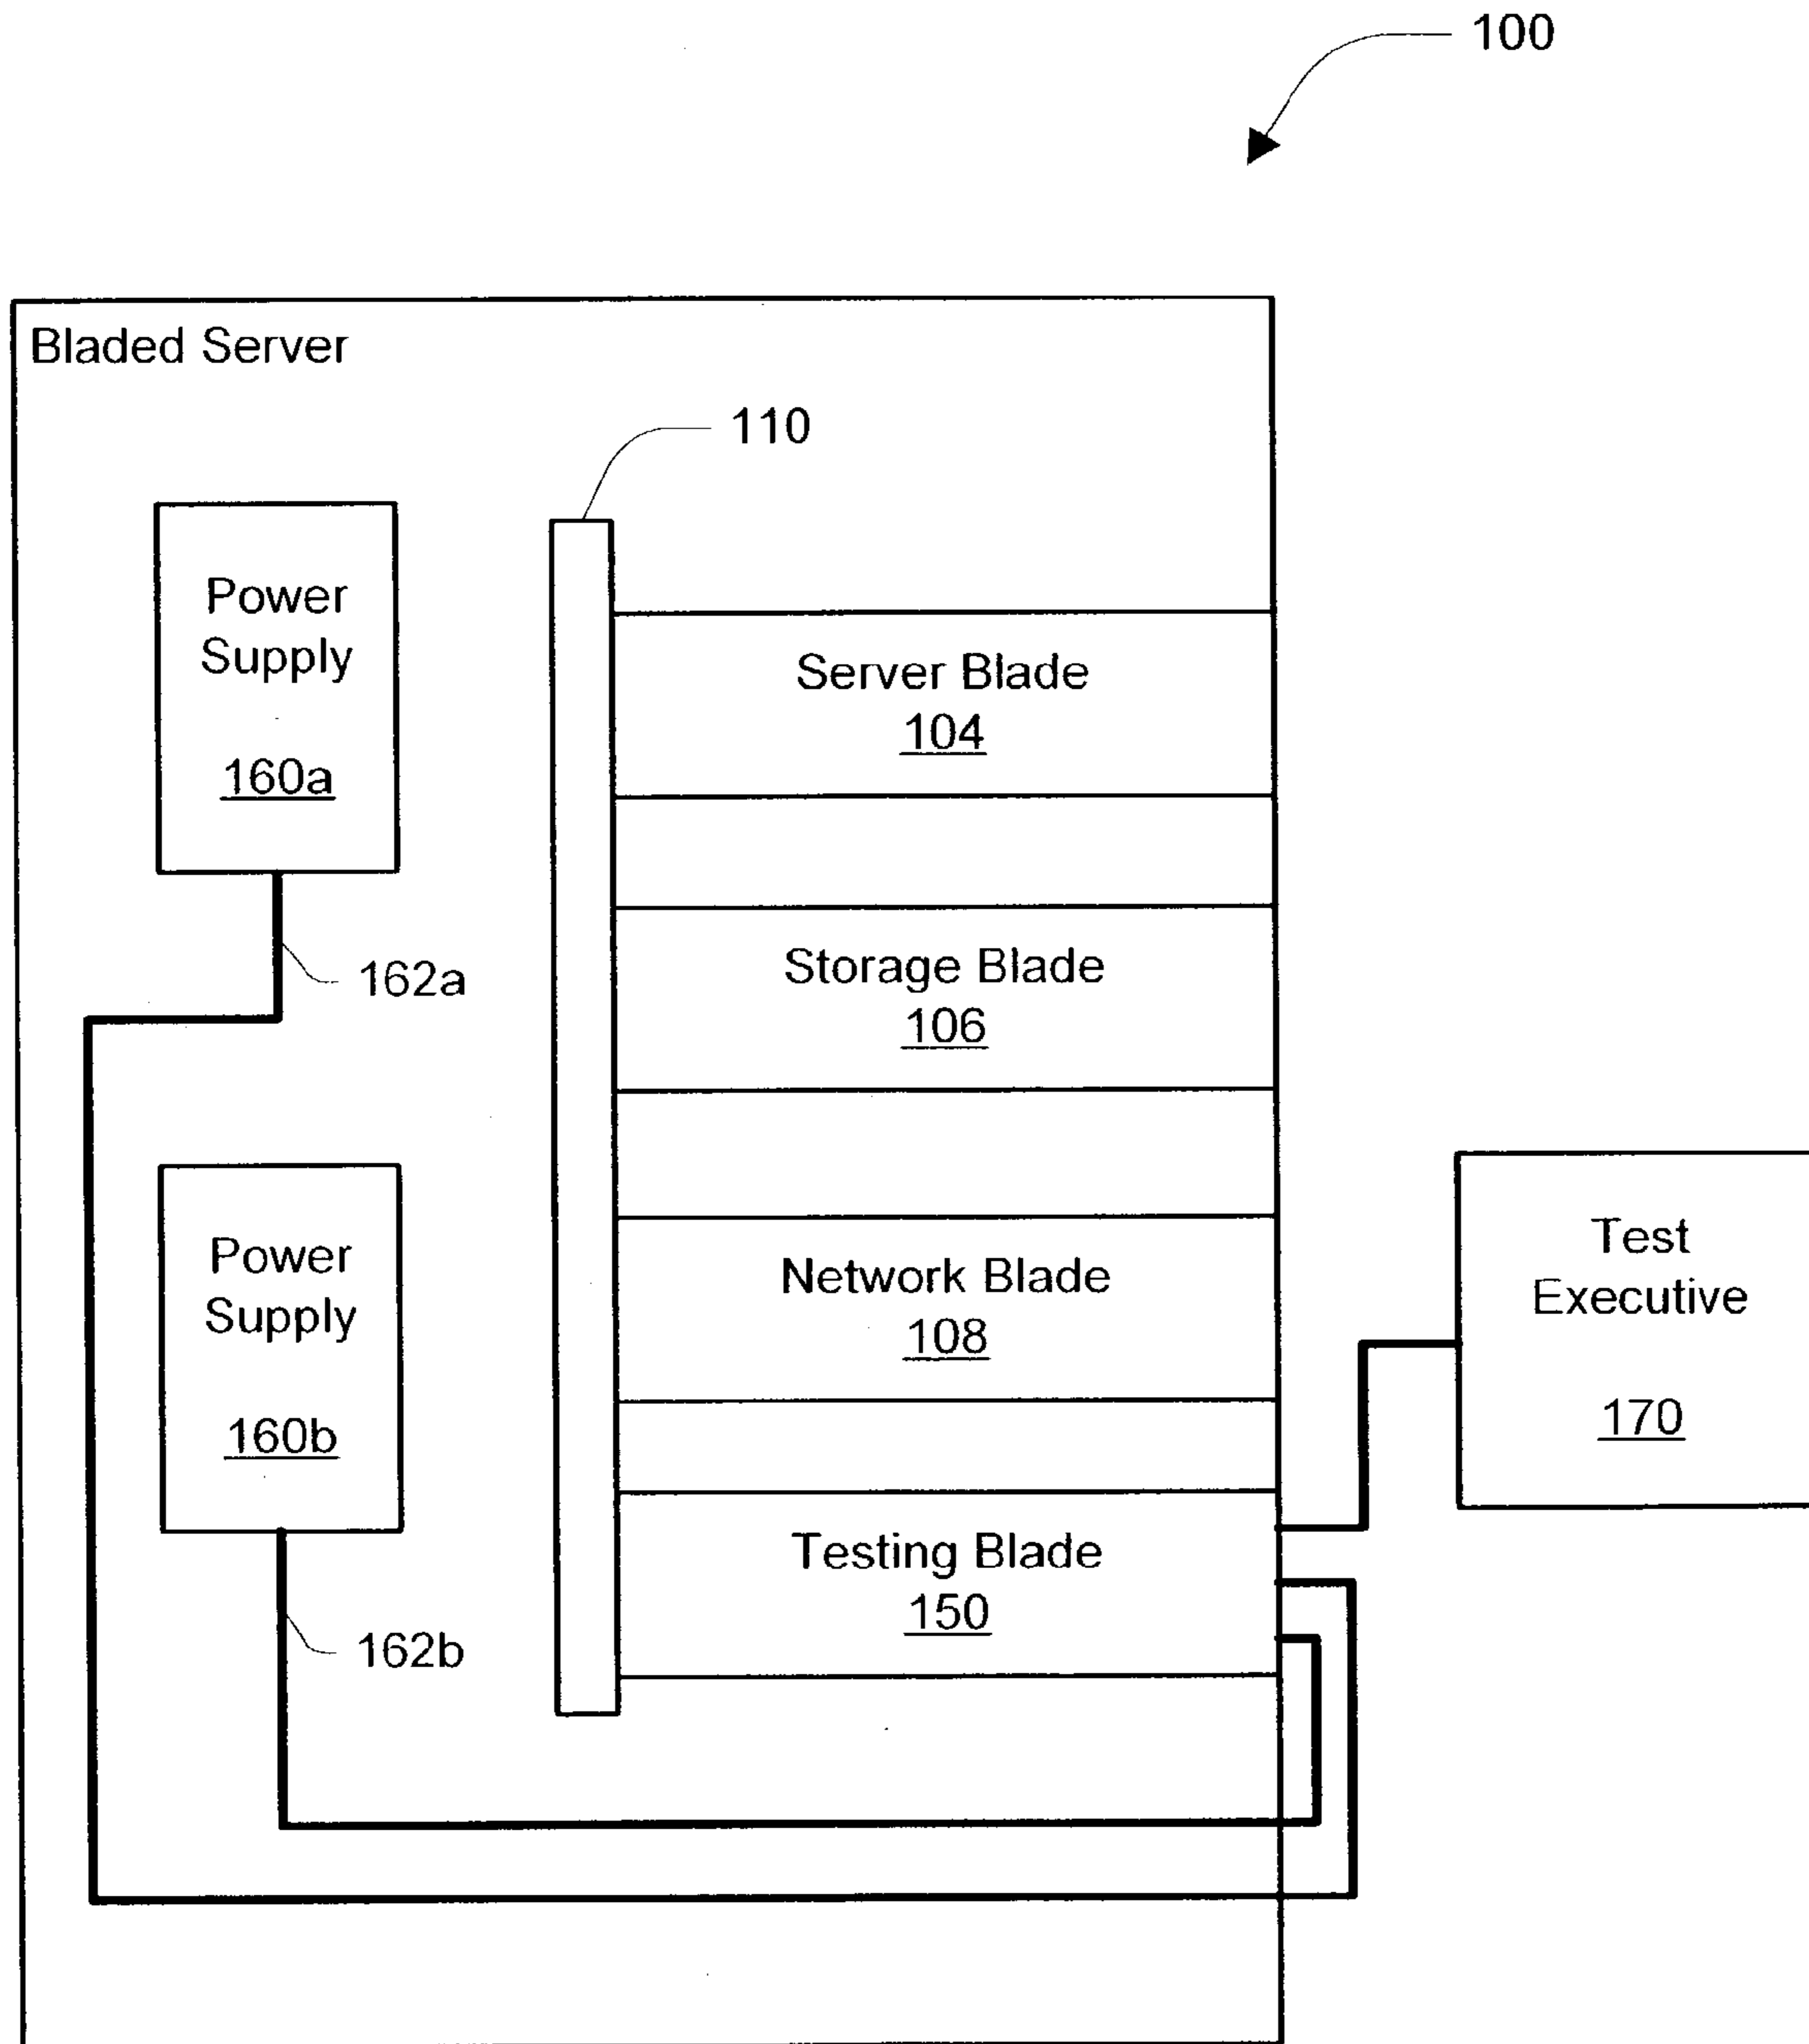 100
Bladed Server
110
Power
Supply
160a
Server Blade
104
162a
Storage Blade
106
Power
Supply
160b
Network Blade
108
Test
Executive
170
Testing Blade
150
162b